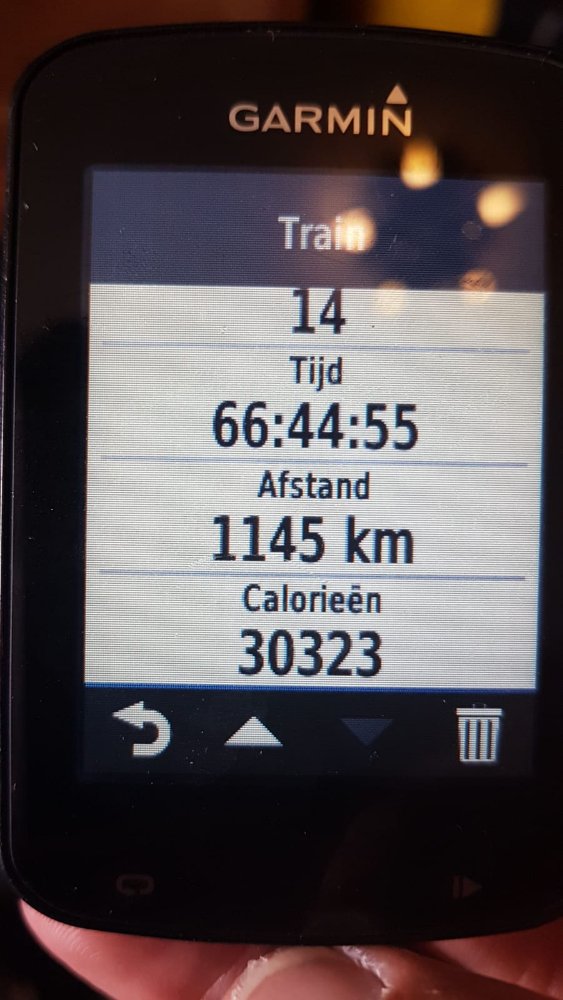 GARMIN
Train
14
Tijd
66:44:55
Afstand
1145 km
Calorieën
30323